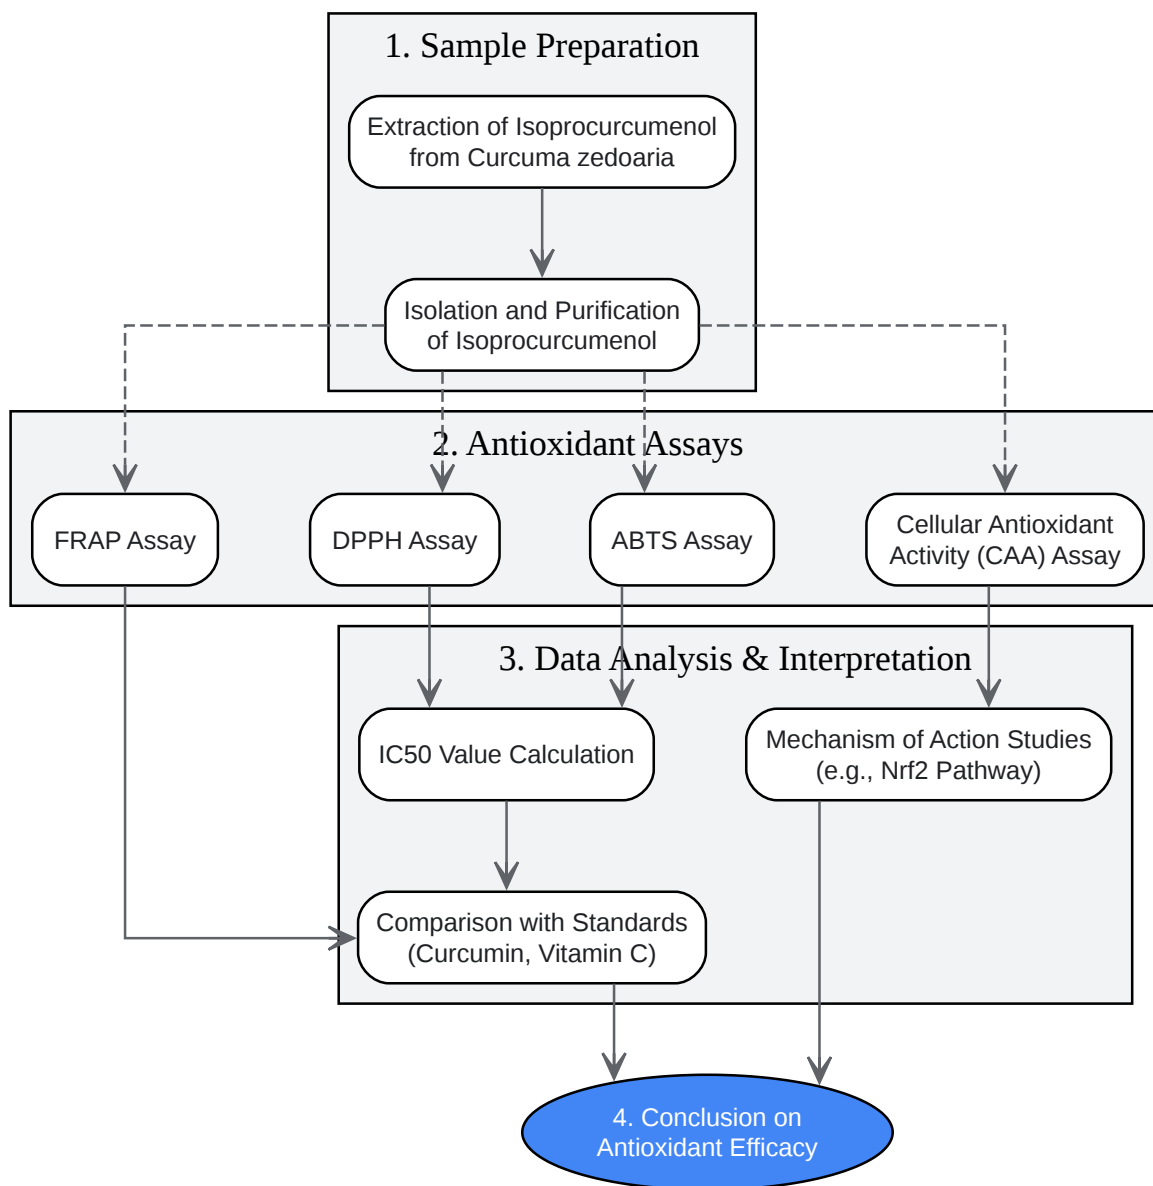 1. Sample Preparation
Extraction of Isoprocurcumenol
from Curcuma zedoaria
Isolation and Purification
of Isoprocurcumenol
2. Antioxidant Assays
FRAP Assay
DPPH Assay
ABTS Assay
Cellular Antioxidant
Activity (CAA) Assay
3. Data Analysis & Interpretation
IC50 Value Calculation
Mechanism of Action Studies
(e.g., Nrf2 Pathway)
Comparison with Standards
(Curcumin, Vitamin C)
4. Conclusion on
Antioxidant Efficacy